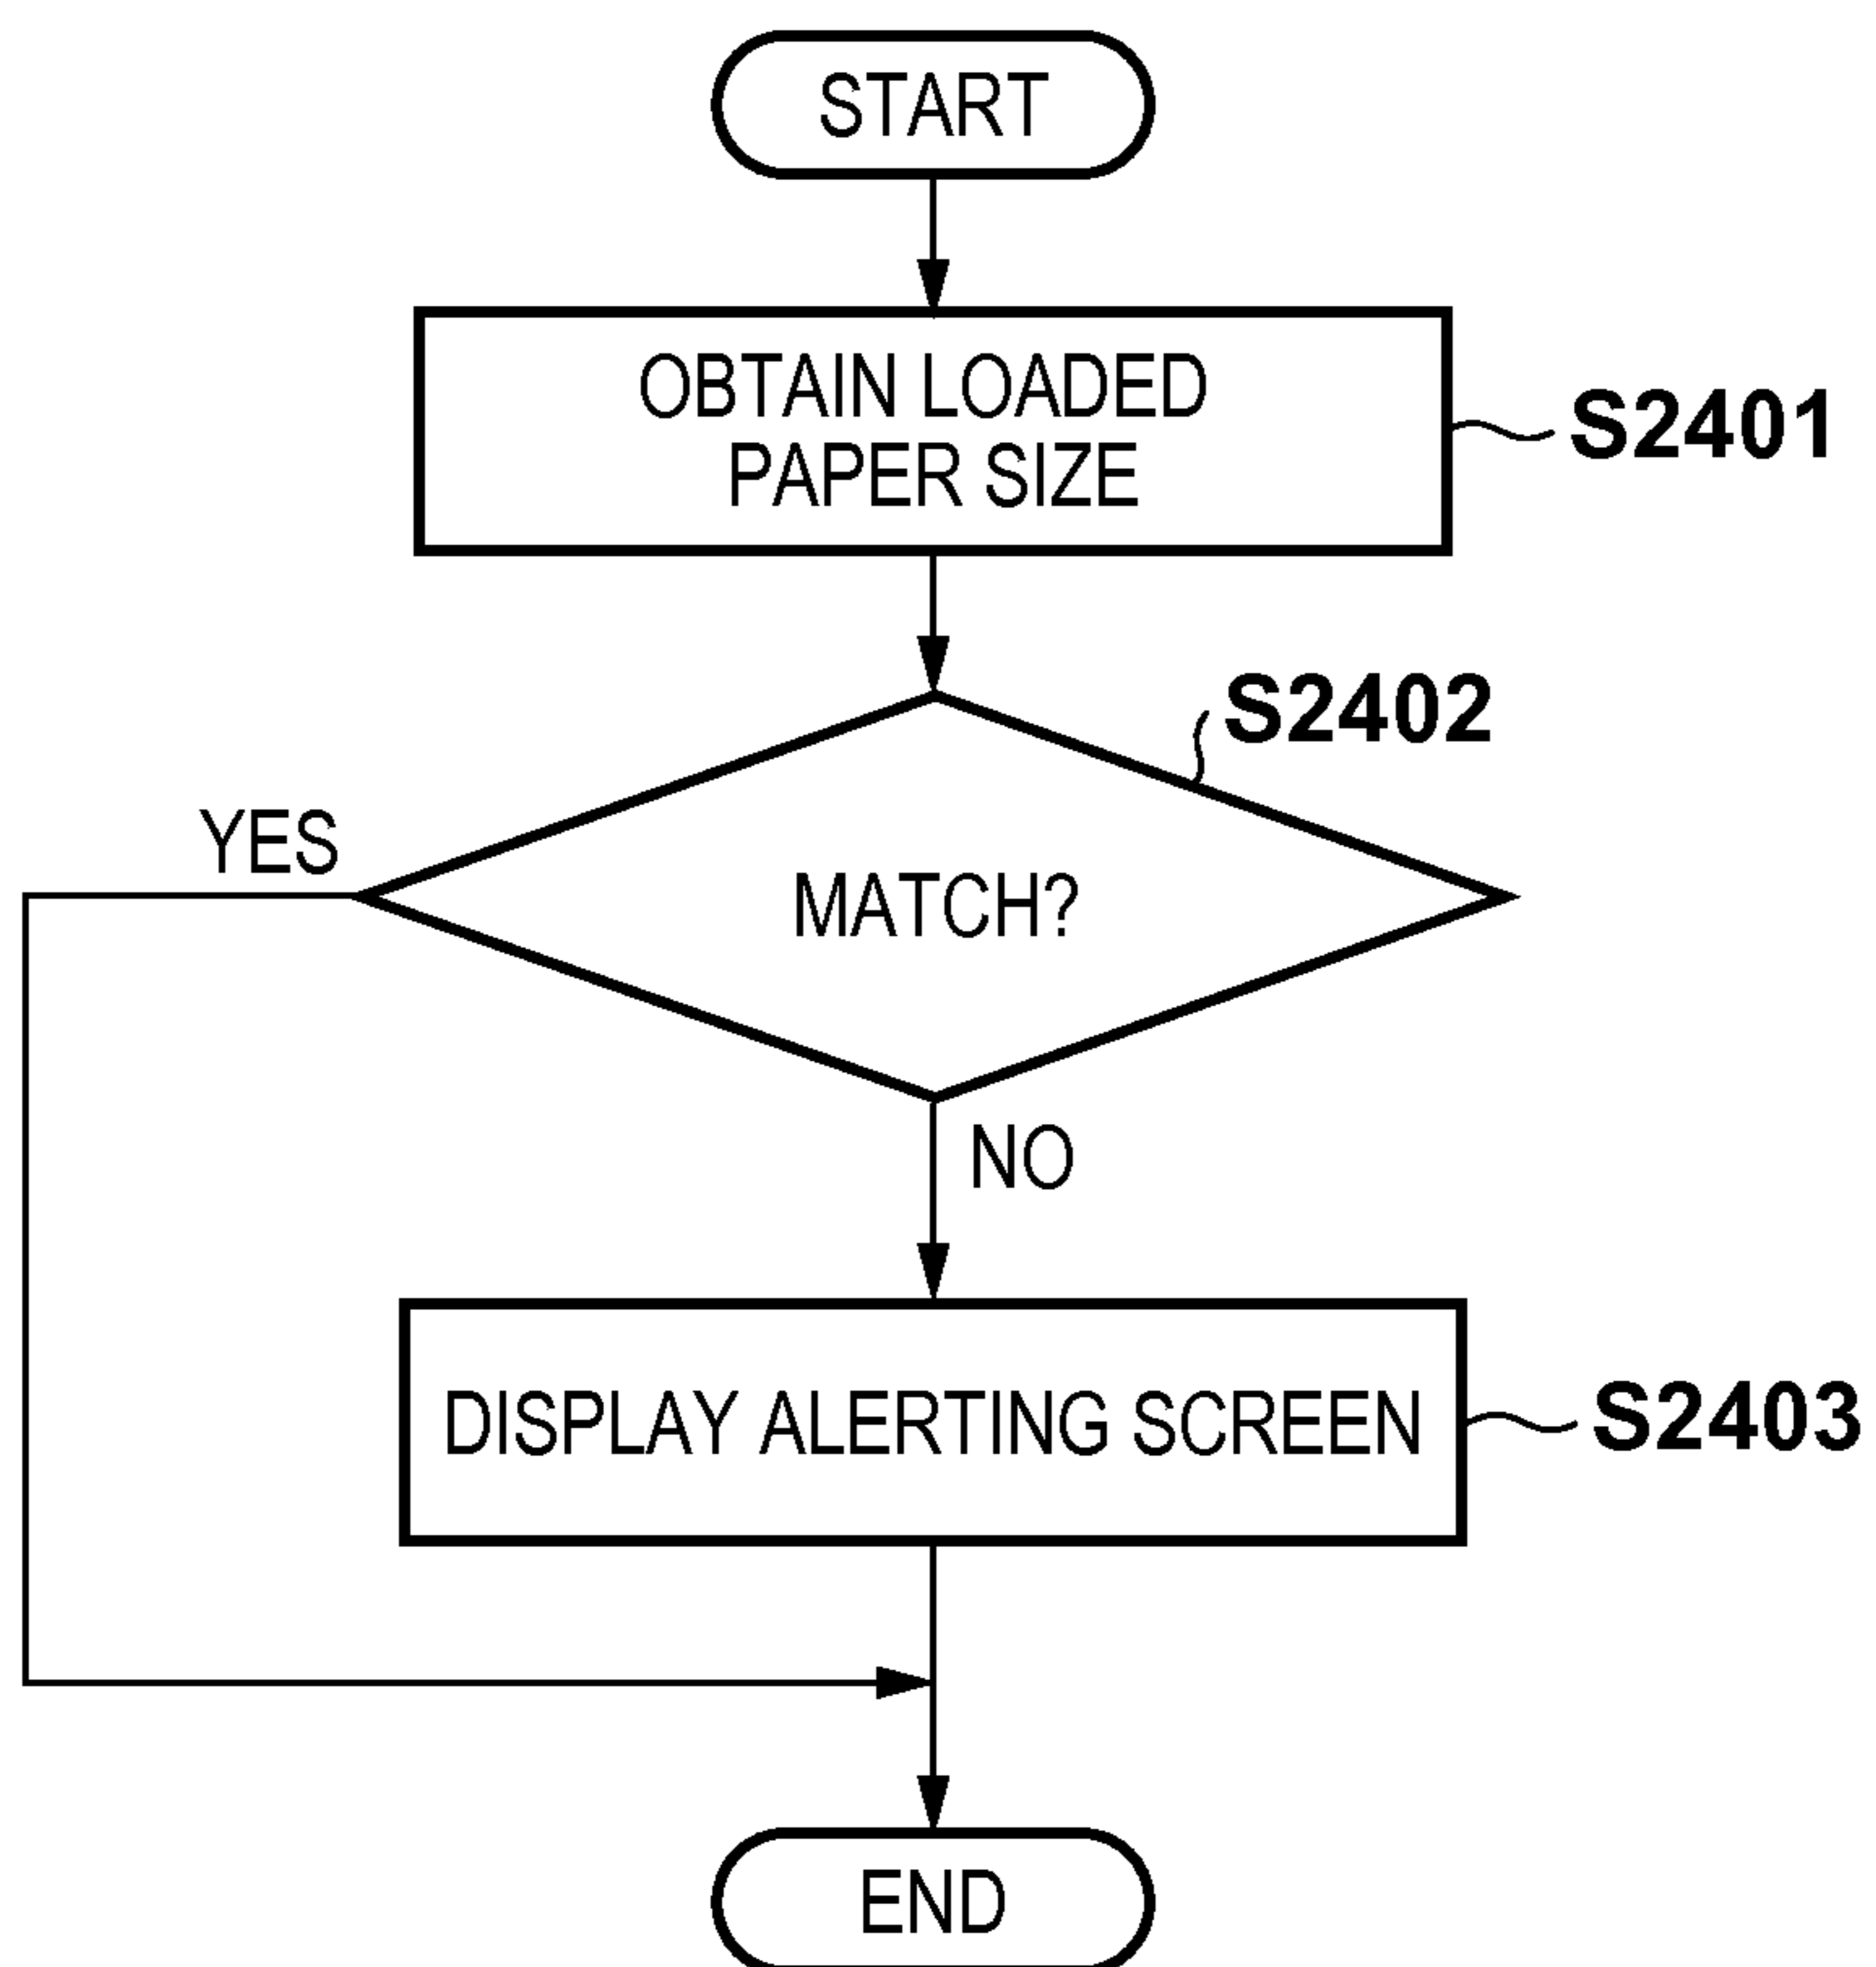 START
OBTAIN LOADED
PAPER SIZE
S2401
S2402
YES
MATCH?
NO
DISPLAY ALERTING SCREEN
S2403
END